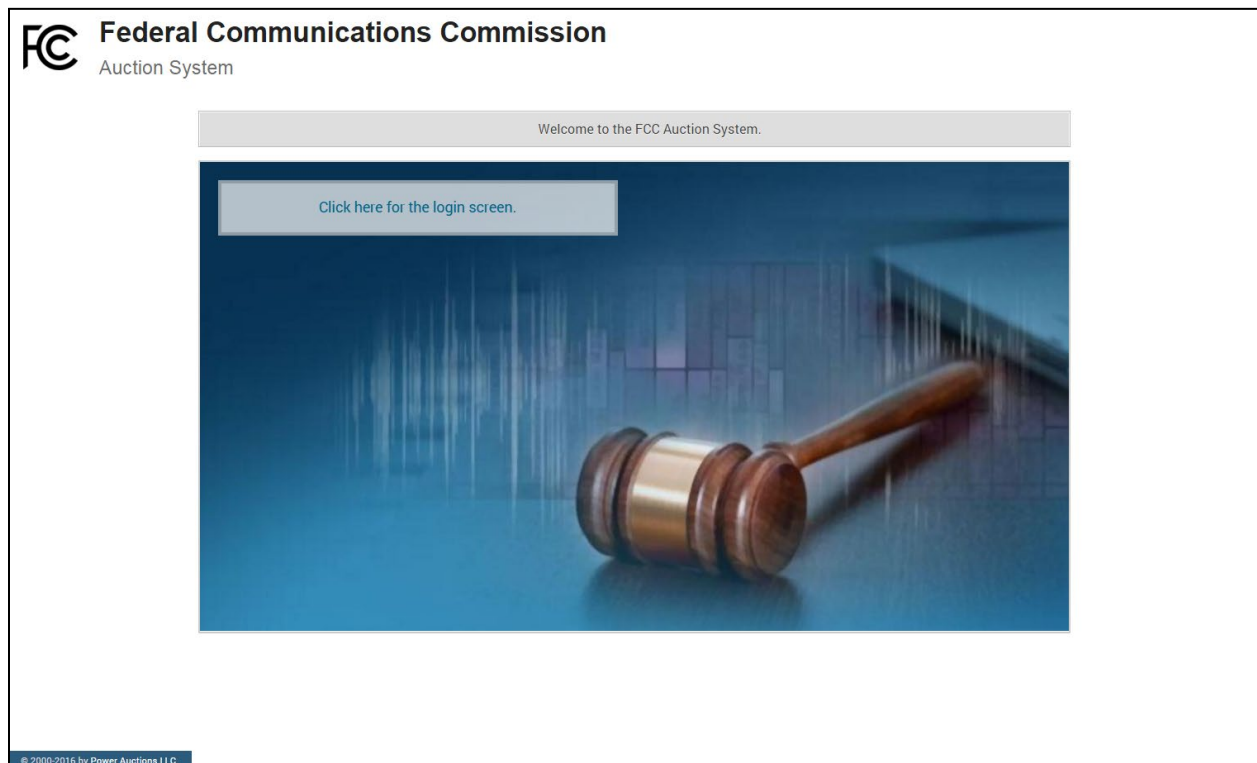 FCC
Federal Communications Commission
Auction System
Welcome to the FCC Auction System.
Click here for the login screen.
© 2000-2016 by Power Auctions LLC